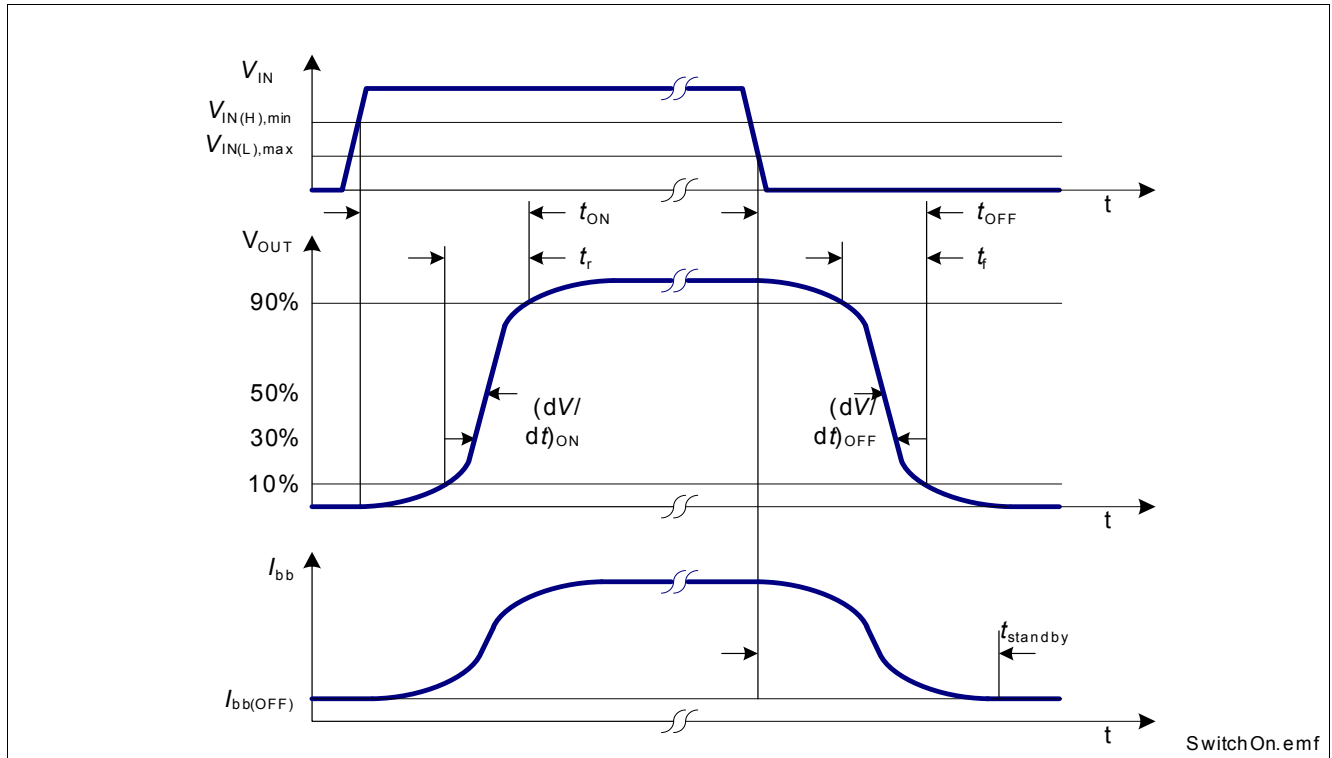 V_IN
V_IN(H),min
V_IN(L),max
t
t_ON
t_OFF
V_OUT
t_r
t_f
90%
50%
(dV/
dt)_ON
(dV/
dt)_OFF
30%
10%
t
I_bb
t_standby
I_bb(OFF)
t
SwitchOn.emf